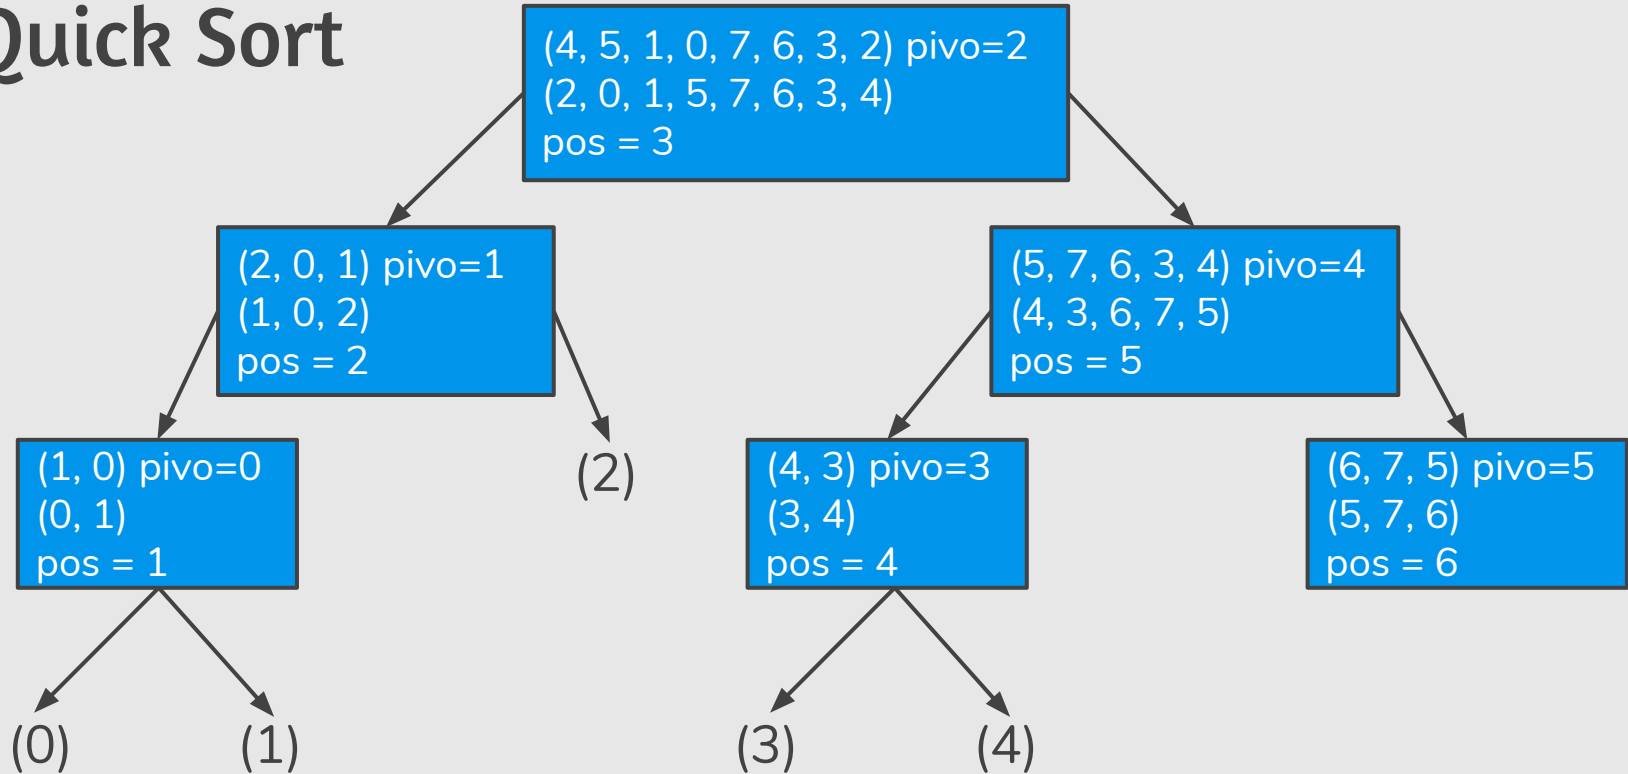 Quick Sort
(4, 5, 1, 0, 7, 6, 3, 2) pivo=2
(2, 0, 1, 5, 7, 6, 3, 4)
pos = 3
(2, 0, 1) pivo=1
(1, 0, 2)
pos = 2
(5, 7, 6, 3, 4) pivo=4
(4, 3, 6, 7, 5)
pos = 5
(1, 0) pivo=0
(0, 1)
pos = 1
(2)
(4, 3) pivo=3
(3, 4)
pos = 4
(6, 7, 5) pivo=5
(5, 7, 6)
pos = 6
(0)
(1)
(3)
(4)